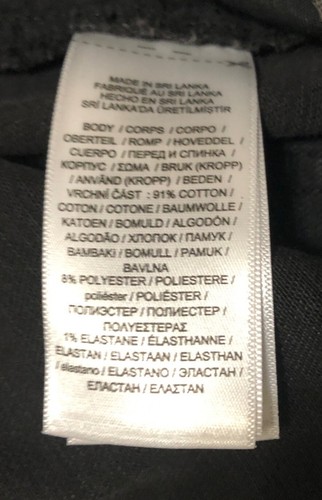 MADE IN SRI LANKA
FABRIQUÉ AU SRI LANKA
HECHO EN SRI LANKA
SRİ LANKA'DA ÜRETİLMİŞTİR
BODY / CORPS / CORPO /
OBERTEIL / ROMP / HOVEDDEL /
CUERPO / ПЕРЕД И СПИНКА /
КОРПУС / ΣΩΜΑ / BRUK (KROPP)
/ ANVÄND (KROPP) / BEDEN /
VRCHNÍ ČÁST : 91% COTTON /
COTON / COTONE / BAUMWOLLE /
KATOEN / BOMULD / ALGODÓN /
ALGODÃO / ХЛОПОК / ПАМУК /
BAMBAKI / BOMULL / PAMUK /
BAVLNA
8% POLYESTER / POLIESTERE /
poliéster / POLIÉSTER /
ПОЛИЭСТЕР / ПОЛИЕСТЕР /
ΠΟΛΥΕΣΤΕΡΑΣ
1% ELASTANE / ÉLASTHANNE /
ELASTAN / ELASTAAN / ELASTHAN
/ elastano / ELASTANO / ЭЛАСТАН /
ЕЛАСТАН / ΕΛΑΣΤΑΝ